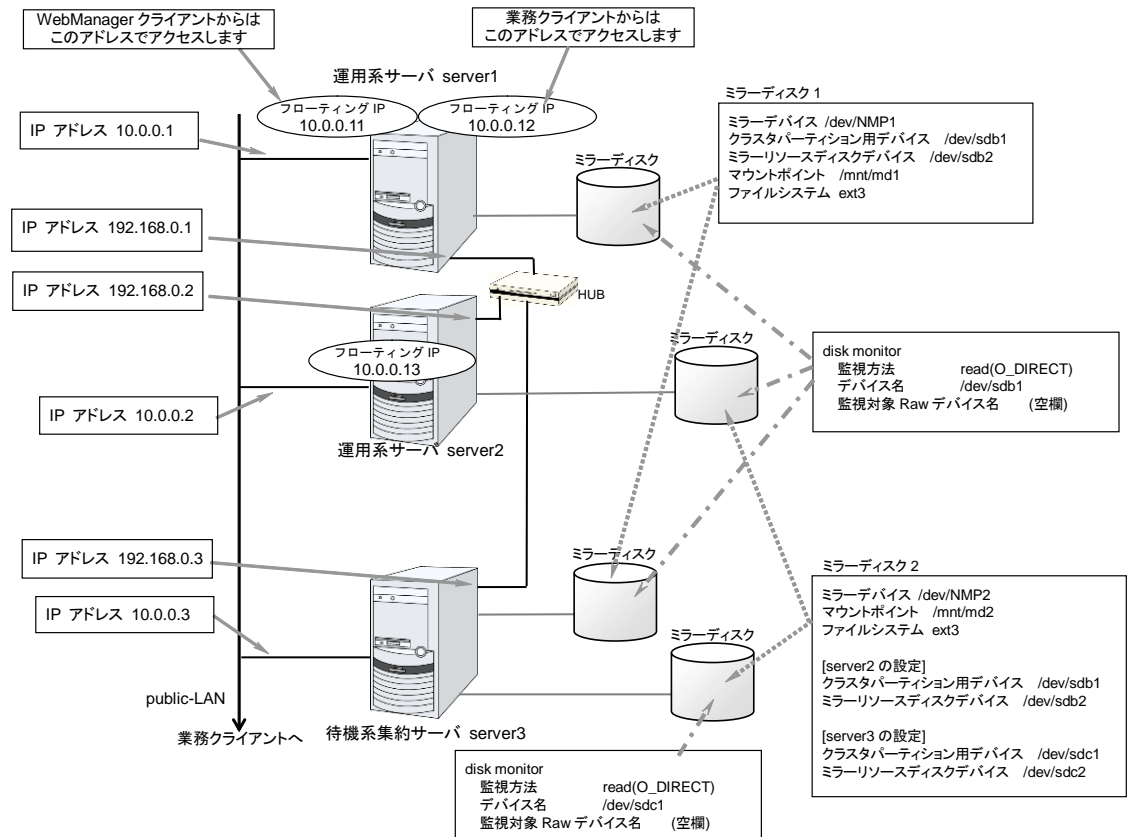 WebManager クライアントからは
このアドレスでアクセスします
業務クライアントからは
このアドレスでアクセスします
運用系サーバ server1
フローティング IP
10.0.0.11
フローティング IP
10.0.0.12
IP アドレス 10.0.0.1
ミラーディスク
ミラーディスク 1
ミラーデバイス /dev/NMP1
クラスタパーティション用デバイス /dev/sdb1
ミラーリソースディスクデバイス /dev/sdb2
マウントポイント /mnt/md1
ファイルシステム ext3
IP アドレス 192.168.0.1
IP アドレス 192.168.0.2
HUB
フローティング IP
10.0.0.13
ミラーディスク
disk monitor
監視方法 read(O_DIRECT)
デバイス名 /dev/sdb1
監視対象 Raw デバイス名 (空欄)
IP アドレス 10.0.0.2
運用系サーバ server2
IP アドレス 192.168.0.3
ミラーディスク
ミラーディスク 2
ミラーデバイス /dev/NMP2
マウントポイント /mnt/md2
ファイルシステム ext3
[server2 の設定]
クラスタパーティション用デバイス /dev/sdb1
ミラーリソースディスクデバイス /dev/sdb2
[server3 の設定]
クラスタパーティション用デバイス /dev/sdc1
ミラーリソースディスクデバイス /dev/sdc2
IP アドレス 10.0.0.3
ミラーディスク
public-LAN
業務クライアントへ
待機系集約サーバ server3
disk monitor
監視方法 read(O_DIRECT)
デバイス名 /dev/sdc1
監視対象 Raw デバイス名 (空欄)